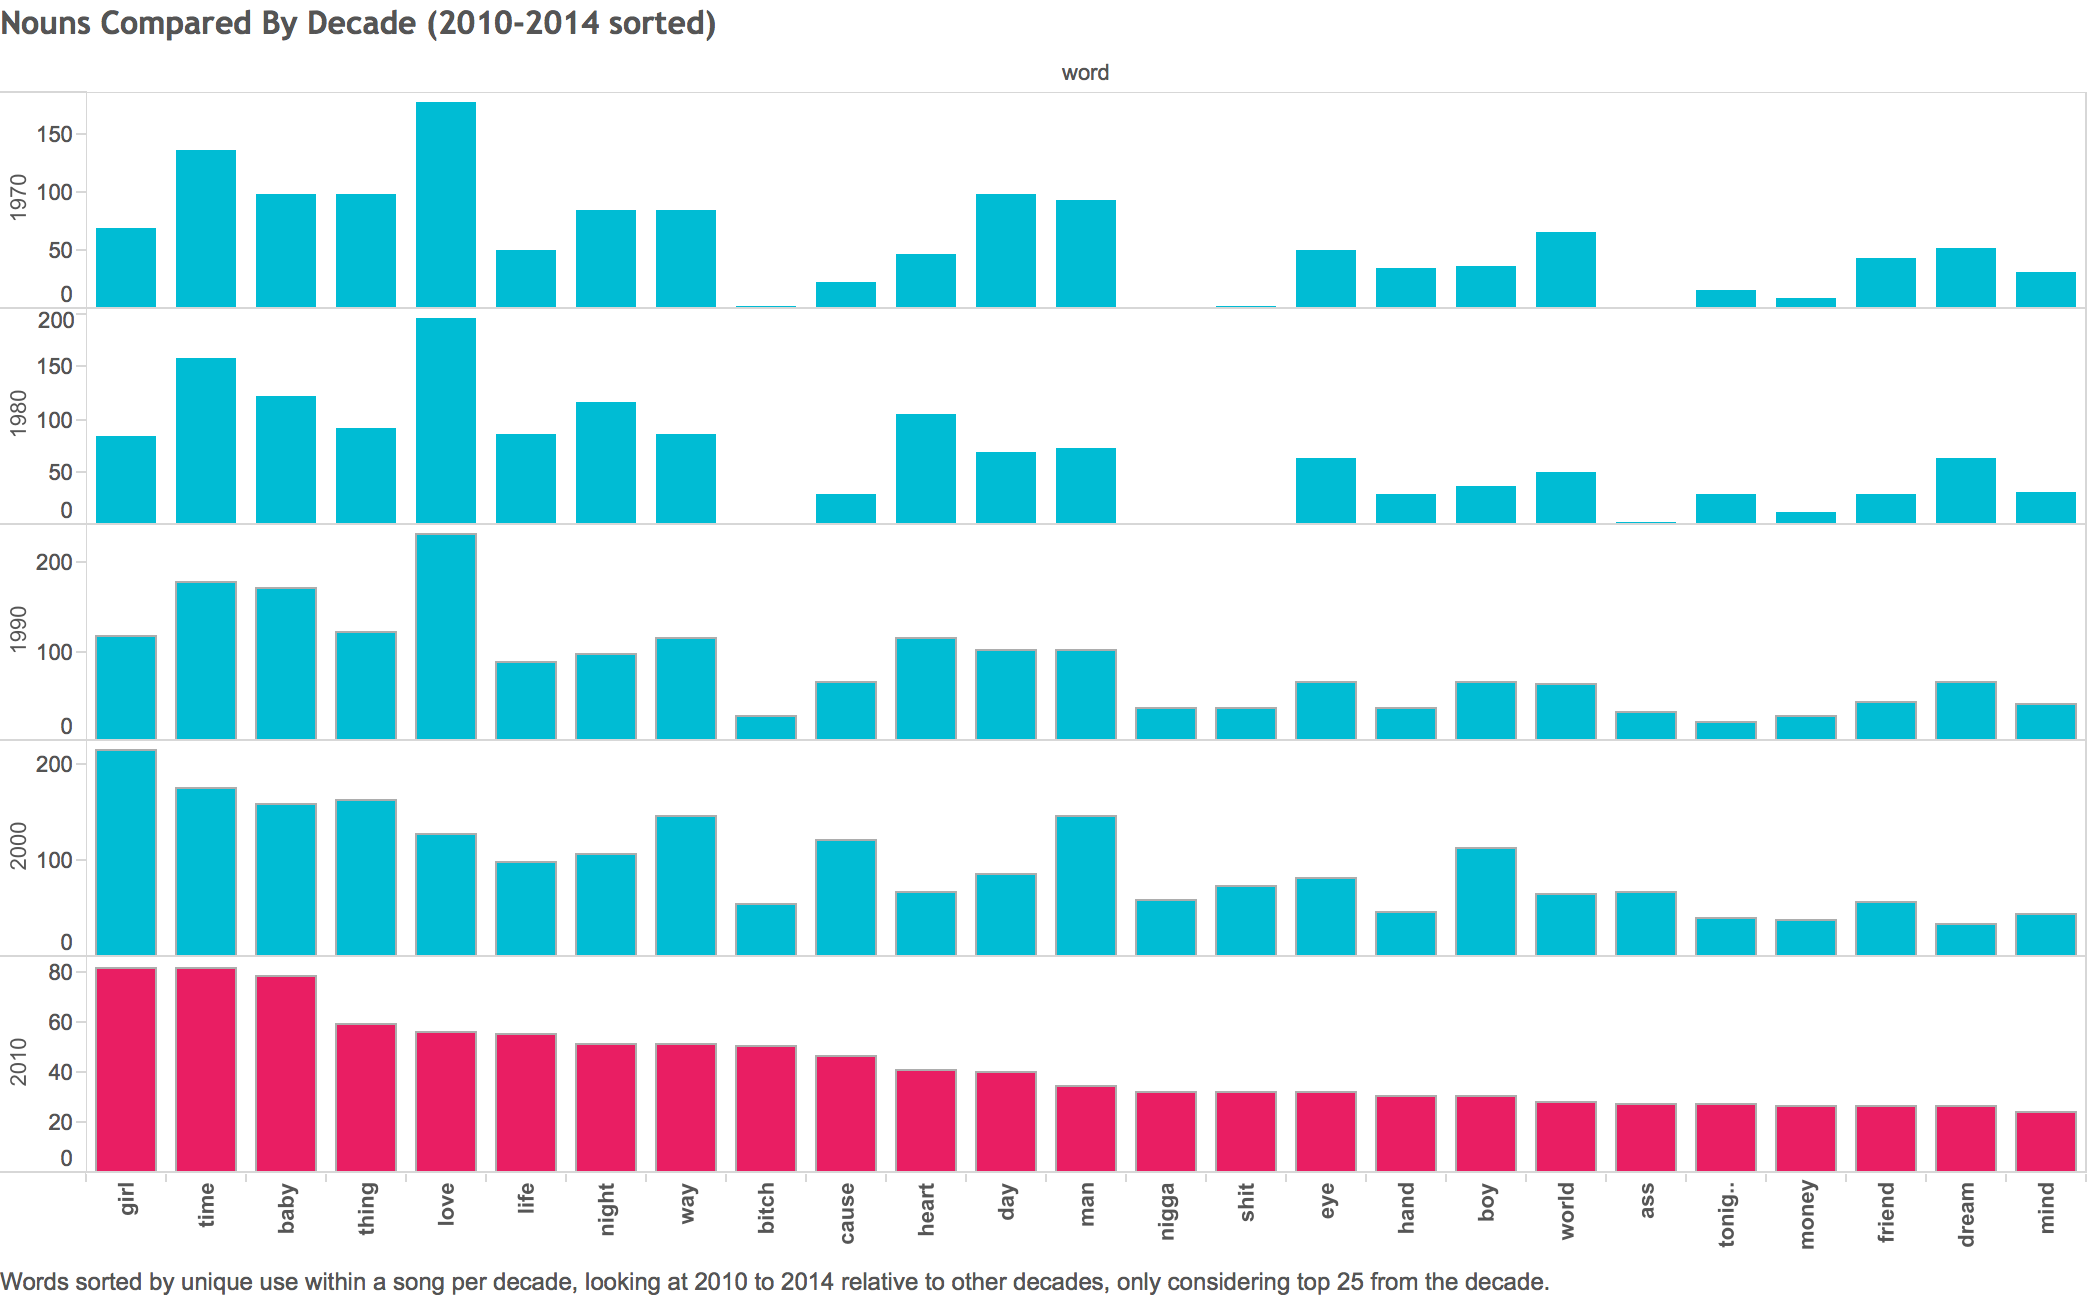 Nouns Compared By Decade (2010-2014 sorted)
word
1970
150
100
50
0
1980
200
150
100
50
0
1990
200
100
0
2000
200
100
0
2010
80
60
40
20
0
girl
time
baby
thing
love
life
night
way
bitch
cause
heart
day
man
nigga
shit
eye
hand
boy
world
ass
tonig..
money
friend
dream
mind
Words sorted by unique use within a song per decade, looking at 2010 to 2014 relative to other decades, only considering top 25 from the decade.